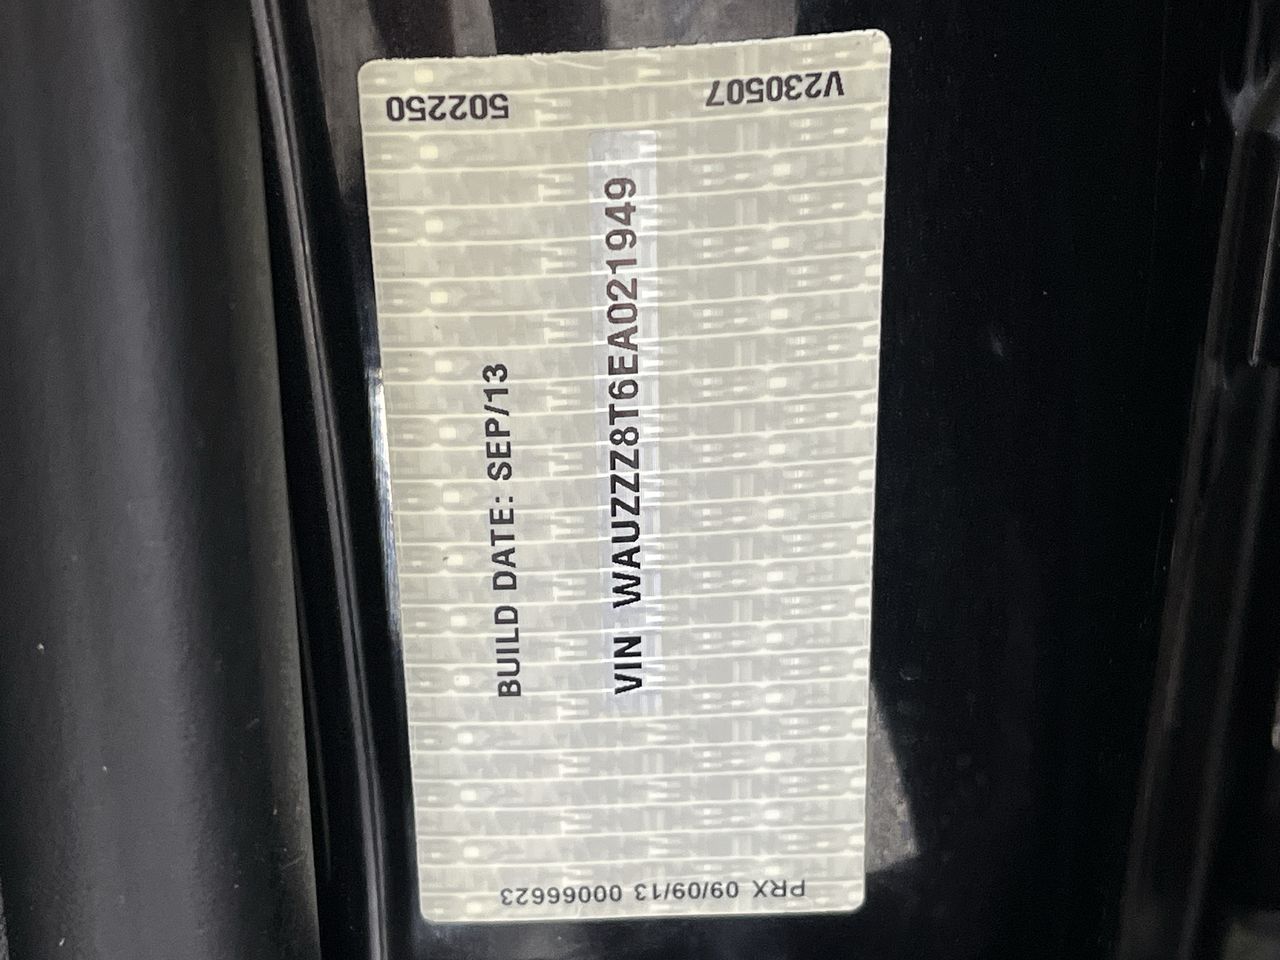 502250
V230507
BUILD DATE: SEP/13
VIN WAUZZZ8T6EA021949
PRX 09/09/13 00066623